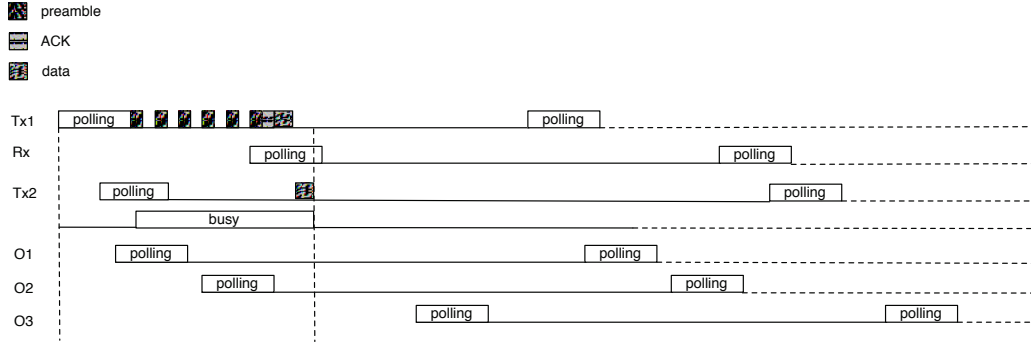 preamble
ACK
data
Tx1 polling polling
Rx polling polling
Tx2 polling polling
busy
O1 polling polling
O2 polling polling
O3 polling polling